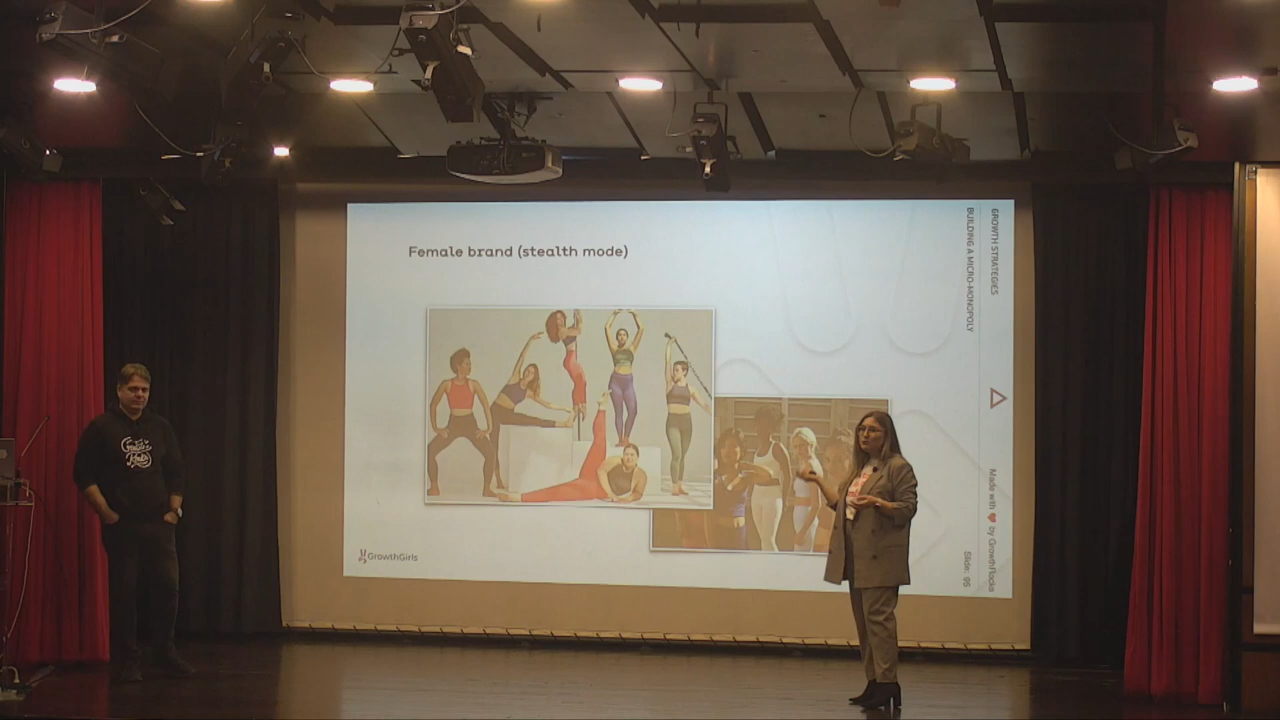 Female brand (stealth mode)
GROWTH STRATEGIES
BUILDING A MICRO-MONOPOLY
Made with ❤ by GrowthRocks
Slide: 95
GrowthGirls